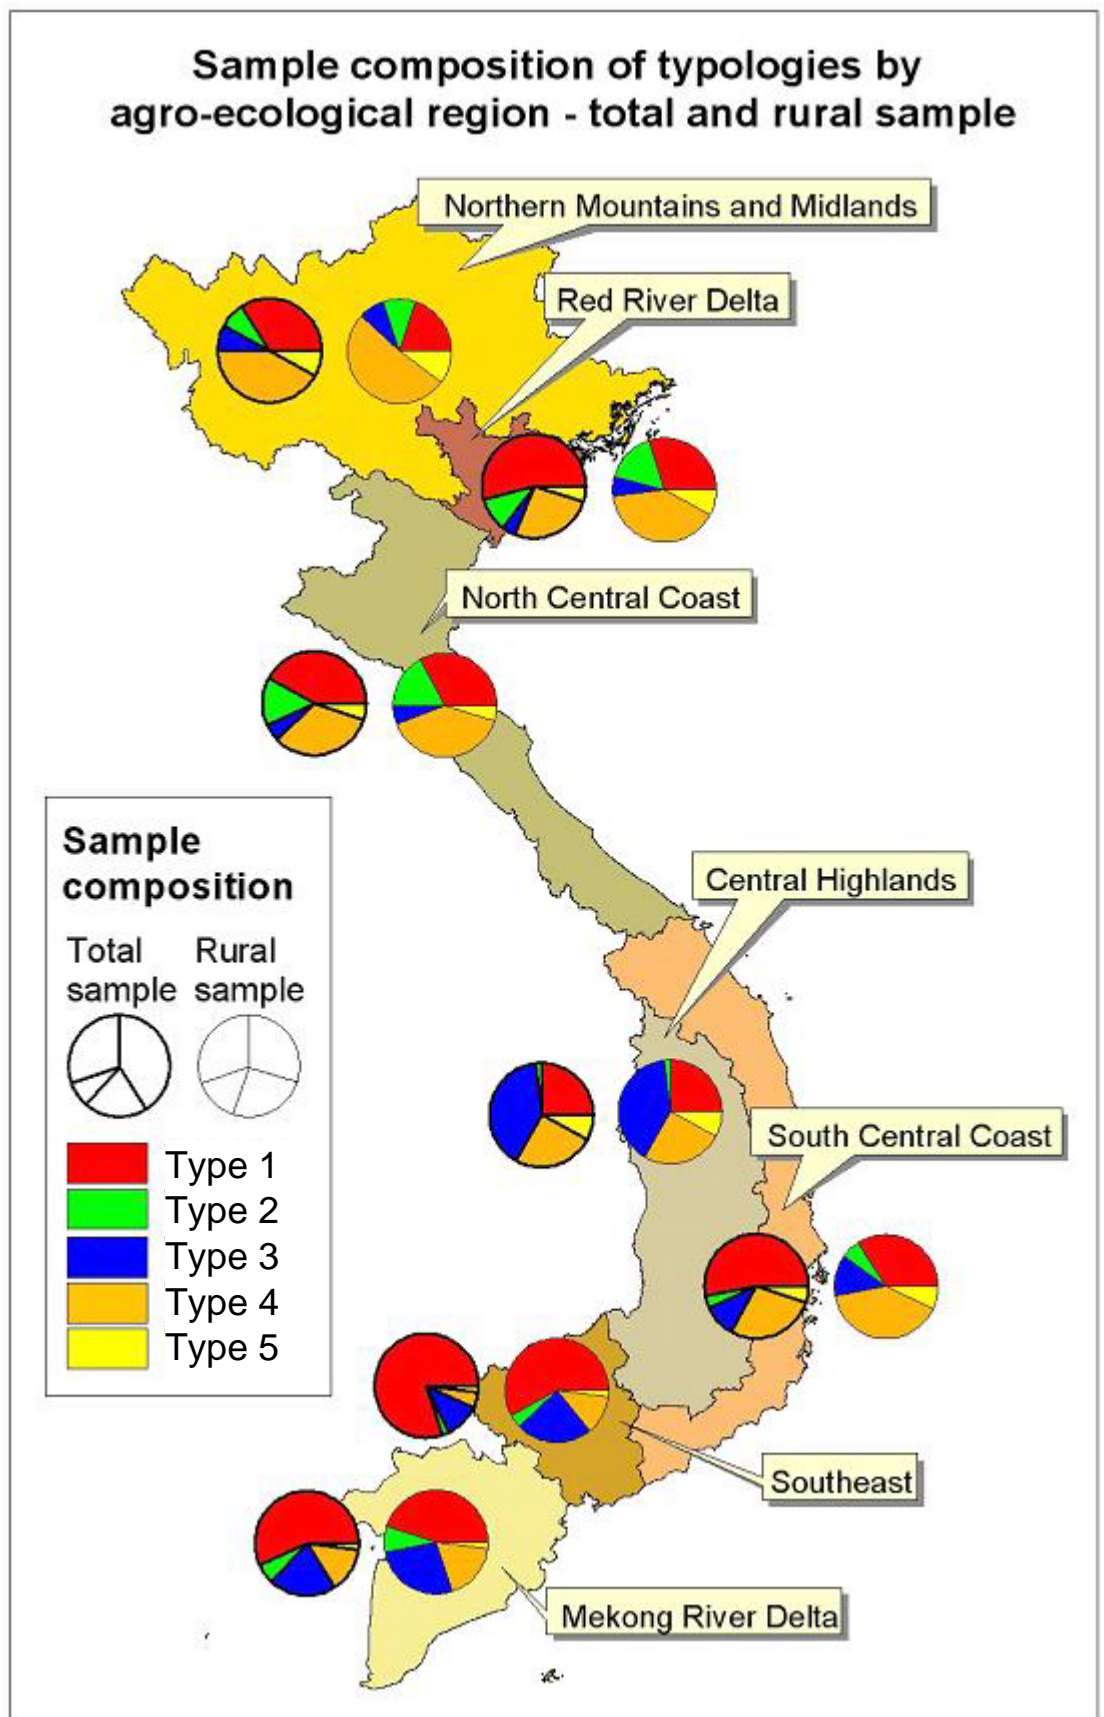 Sample composition of typologies by
agro-ecological region - total and rural sample
Northern Mountains and Midlands
Red River Delta
North Central Coast
Central Highlands
South Central Coast
Southeast
Mekong River Delta
Sample
composition
Total
sample
Rural
sample
Type 1
Type 2
Type 3
Type 4
Type 5